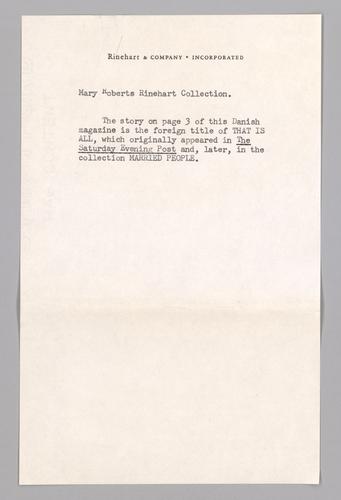 Rinehart & COMPANY • INCORPORATED
Mary Roberts Rinehart Collection.
The story on page 3 of this Danish
magazine is the foreign title of THAT IS
ALL, which originally appeared in The
Saturday Evening Post and, later, in the
collection MARRIED PEOPLE.